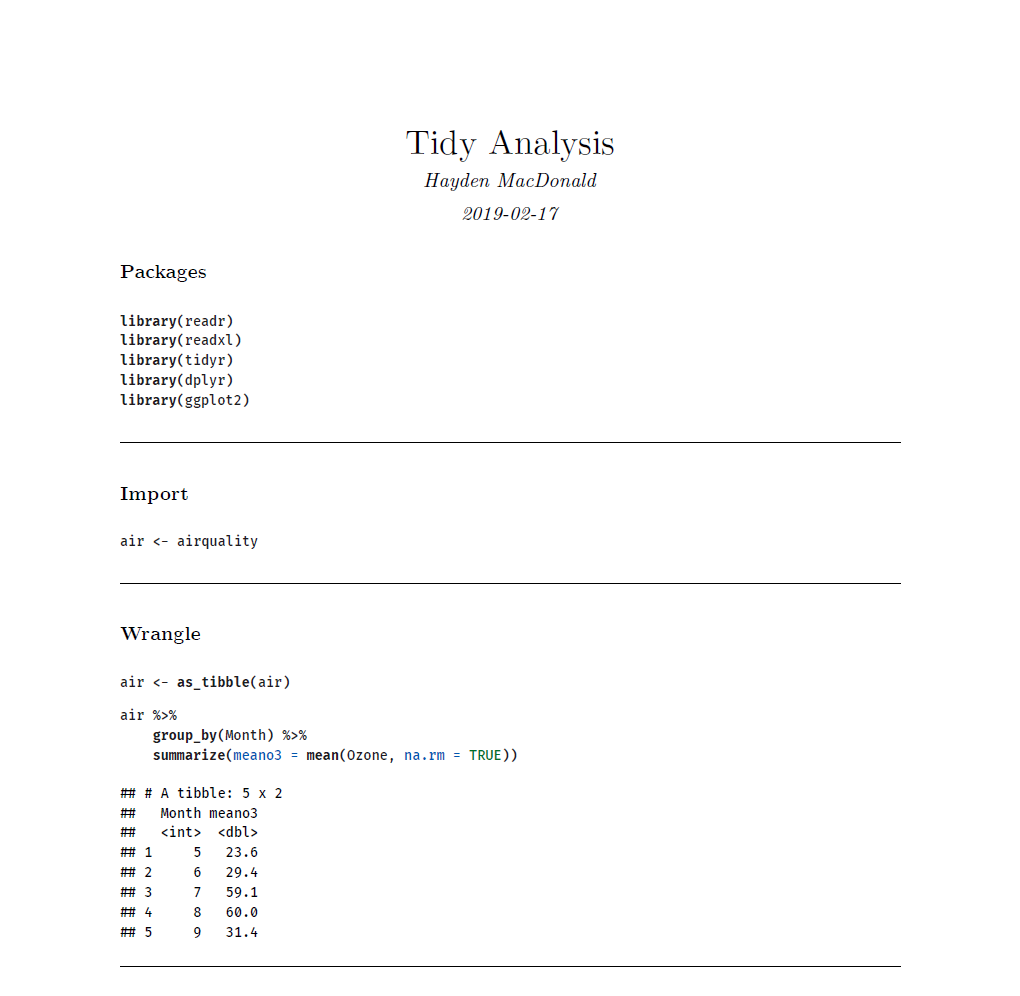 Tidy Analysis
Hayden MacDonald
2019-02-17
Packages
library(readr)
library(readxl)
library(tidyr)
library(dplyr)
library(ggplot2)
Import
air <- airquality
Wrangle
air <- as_tibble(air)
air %>%
    group_by(Month) %>%
    summarize(meano3 = mean(Ozone, na.rm = TRUE))
## # A tibble: 5 x 2
##   Month meano3
##   <int>  <dbl>
## 1     5   23.6
## 2     6   29.4
## 3     7   59.1
## 4     8   60.0
## 5     9   31.4